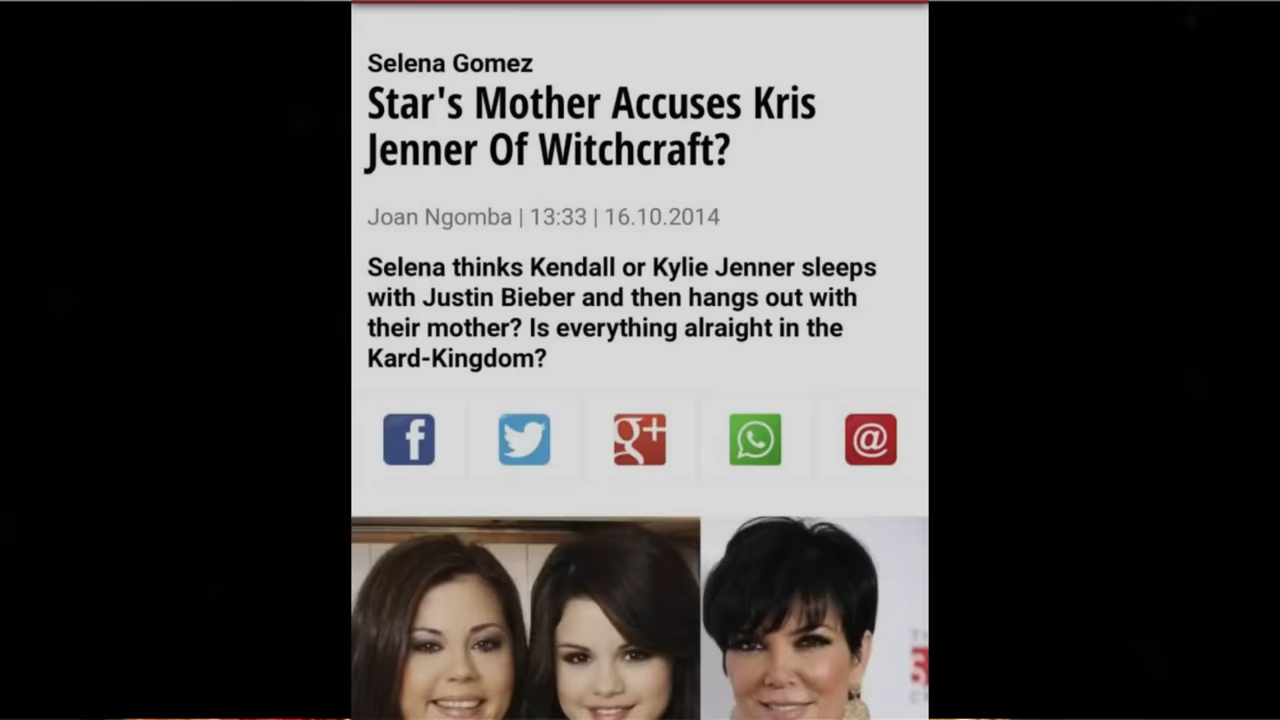 Selena Gomez
Star's Mother Accuses Kris
Jenner Of Witchcraft?
Joan Ngomba | 13:33 | 16.10.2014
Selena thinks Kendall or Kylie Jenner sleeps
with Justin Bieber and then hangs out with
their mother? Is everything alraight in the
Kard-Kingdom?
f
g+
@
3